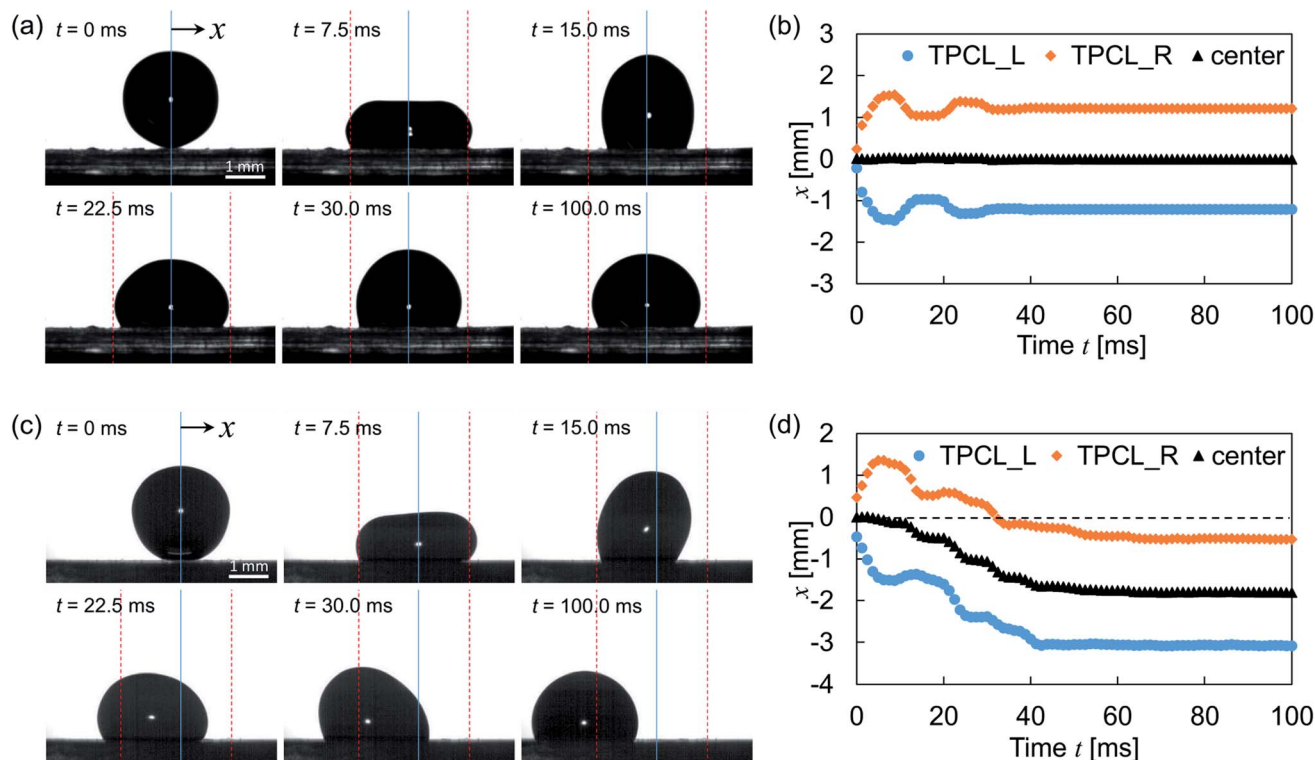 (a)
t = 0 ms
x
t = 7.5 ms
t = 15.0 ms
1 mm
t = 22.5 ms
t = 30.0 ms
t = 100.0 ms
(b)
TPCL_L TPCL_R center
3
2
1
0
-1
-2
-3
x [mm]
0 20 40 60 80 100
Time t [ms]
(c)
t = 0 ms
x
t = 7.5 ms
t = 15.0 ms
1 mm
t = 22.5 ms
t = 30.0 ms
t = 100.0 ms
(d)
TPCL_L TPCL_R center
2
1
0
-1
-2
-3
-4
x [mm]
0 20 40 60 80 100
Time t [ms]